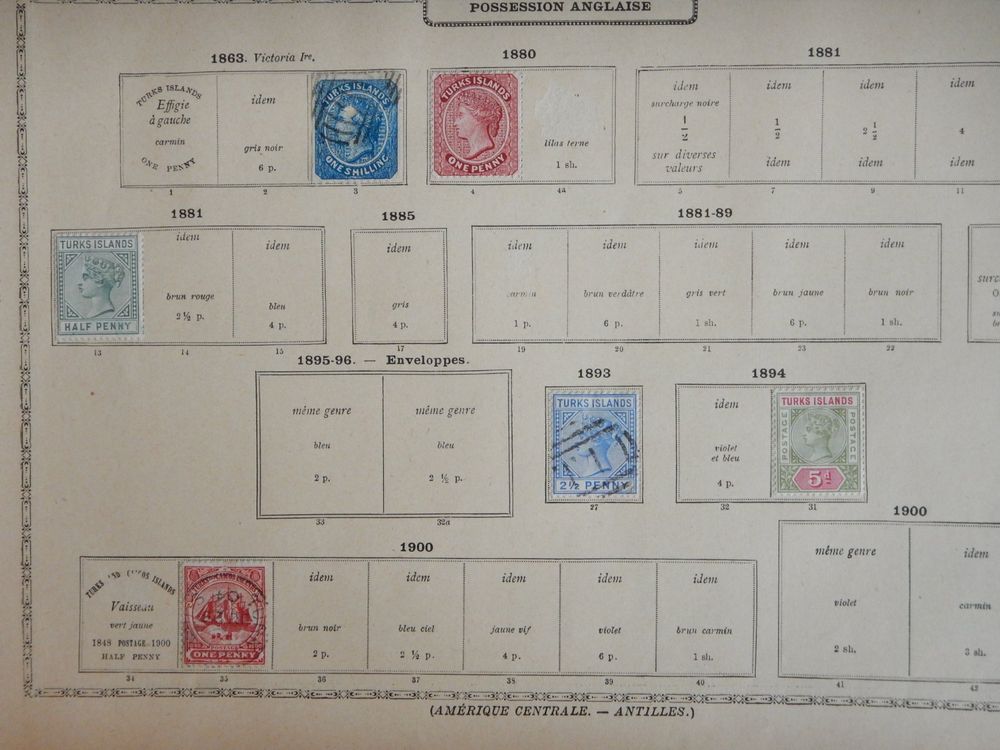 POSSESSION ANGLAISE
1863. Victoria Ire.
1880
1881
TURKS ISLANDS
Effigie
à gauche
carmin
ONE PENNY
1
idem
gris noir
6 p.
2
TURKS ISLANDS
ONE SHILLING
3
TURKS ISLANDS
ONE PENNY
4
lilas terne
1 sh.
4A
idem
surcharge noire
1/2
sur diverses
valeurs
5
idem
1/2
idem
7
idem
2 1/2
idem
9
idem
4
idem
11
1881
1885
1881-89
TURKS ISLANDS
HALF PENNY
13
idem
brun rouge
2 ½ p.
14
idem
bleu
4 p.
15
idem
gris
4 p.
17
idem
carmin
1 p.
19
idem
brun verdâtre
6 p.
20
idem
gris vert
1 sh.
21
idem
brun jaune
6 p.
23
idem
brun noir
1 sh.
22
1895-96. — Enveloppes.
1893
1894
même genre
bleu
2 p.
33
même genre
bleu
2 ½ p.
32a
TURKS ISLANDS
2½ PENNY
27
idem
violet
et bleu
4 p.
32
TURKS ISLANDS
POSTAGE
POSTAGE
5d
31
1900
1900
TURKS AND CAICOS ISLANDS
Vaisseau
vert jaune
1848 POSTAGE 1900
HALF PENNY
34
TURKS AND CAICOS ISLANDS
POSTAGE
ONE PENNY
35
idem
brun noir
2 p.
36
idem
bleu ciel
2 ½ p.
37
idem
jaune vif
4 p.
38
idem
violet
6 p.
39
idem
brun carmin
1 sh.
40
même genre
violet
2 sh.
41
idem
carmin
3 sh.
42
(AMÉRIQUE CENTRALE. — ANTILLES.)